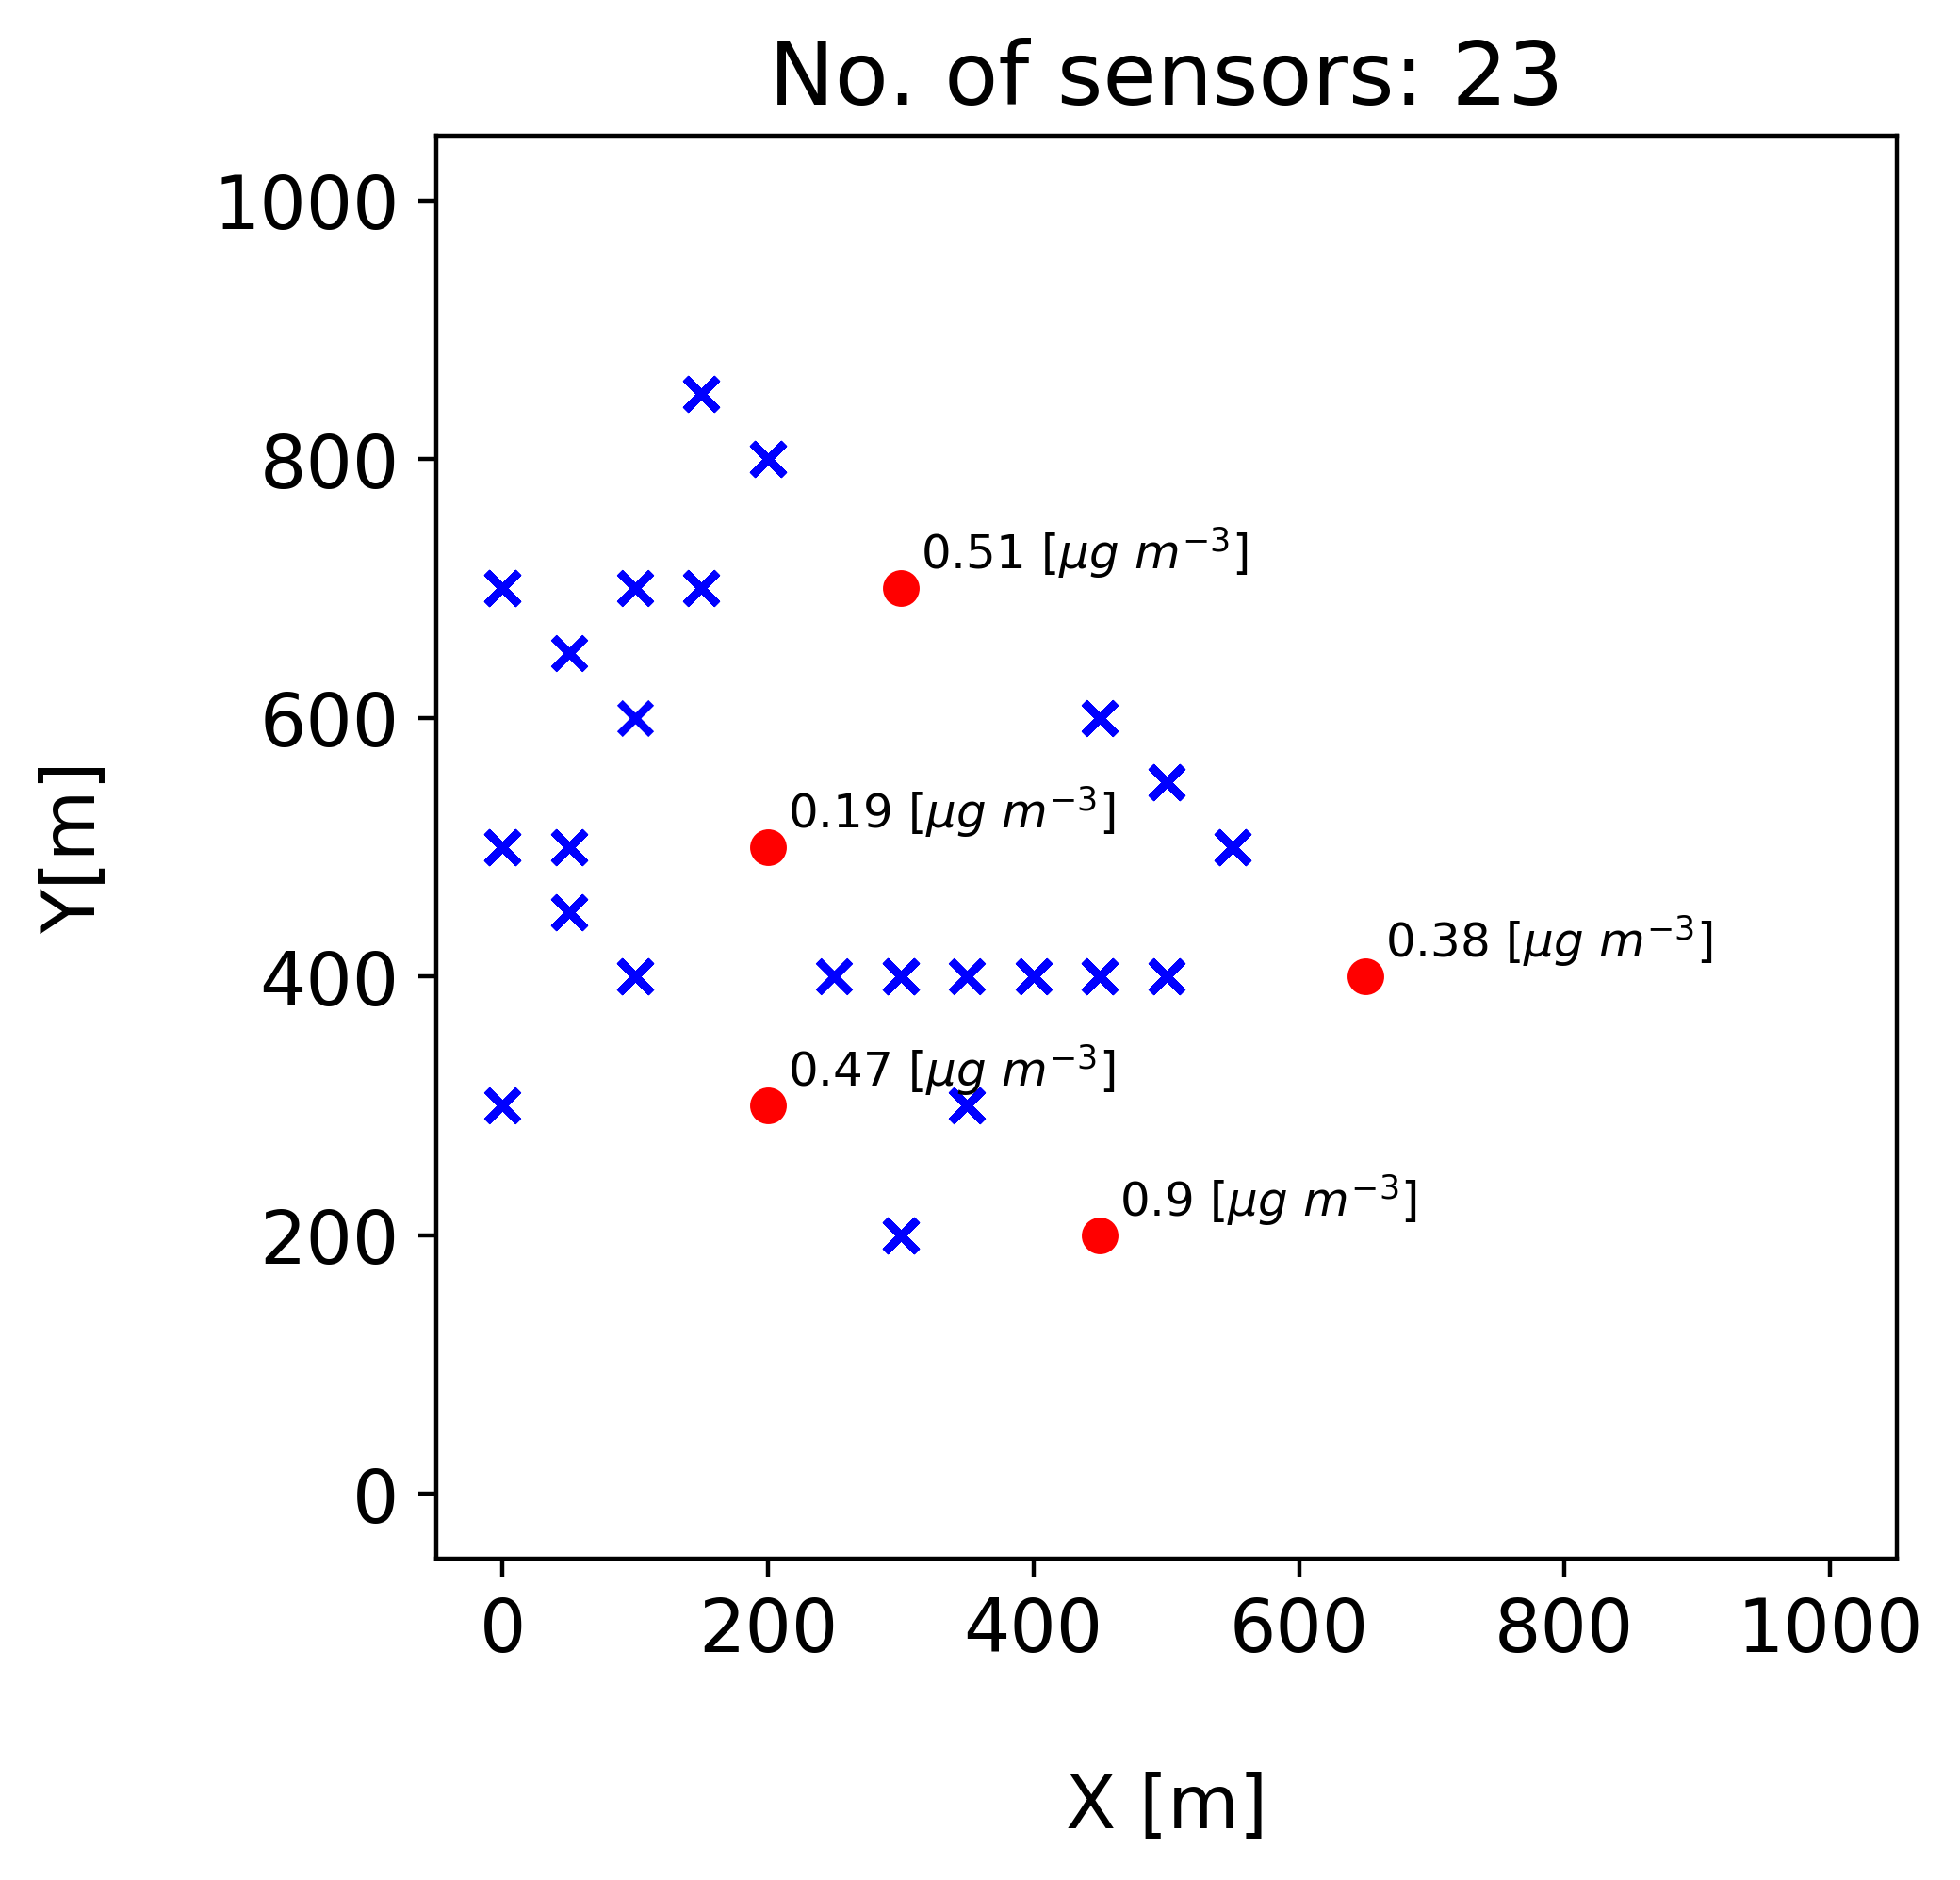 No. of sensors: 23
1000
800
600
400
200
0
Y[m]
0.51 [μg m⁻³]
0.19 [μg m⁻³]
0.38 [μg m⁻³]
0.47 [μg m⁻³]
0.9 [μg m⁻³]
0 200 400 600 800 1000
X [m]